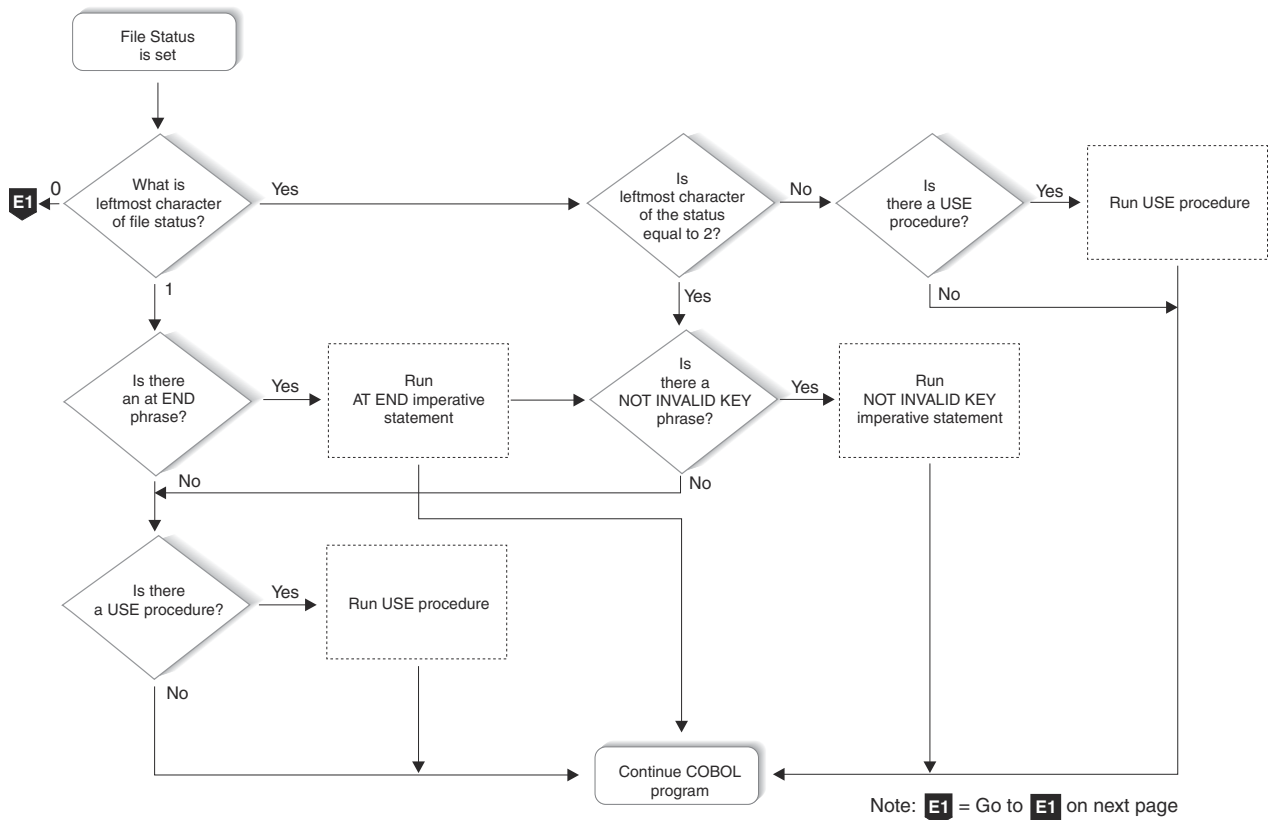 File Status
is set
E1
0
What is
leftmost character
of file status?
Yes
Is
leftmost character
of the status
equal to 2?
No
Is
there a USE
procedure?
Yes
Run USE procedure
1
Yes
No
Is there
an at END
phrase?
Yes
Run
AT END imperative
statement
Is
there a
NOT INVALID KEY
phrase?
Yes
Run
NOT INVALID KEY
imperative statement
No
No
Is there
a USE procedure?
Yes
Run USE procedure
No
Continue COBOL
program
Note: E1 = Go to E1 on next page